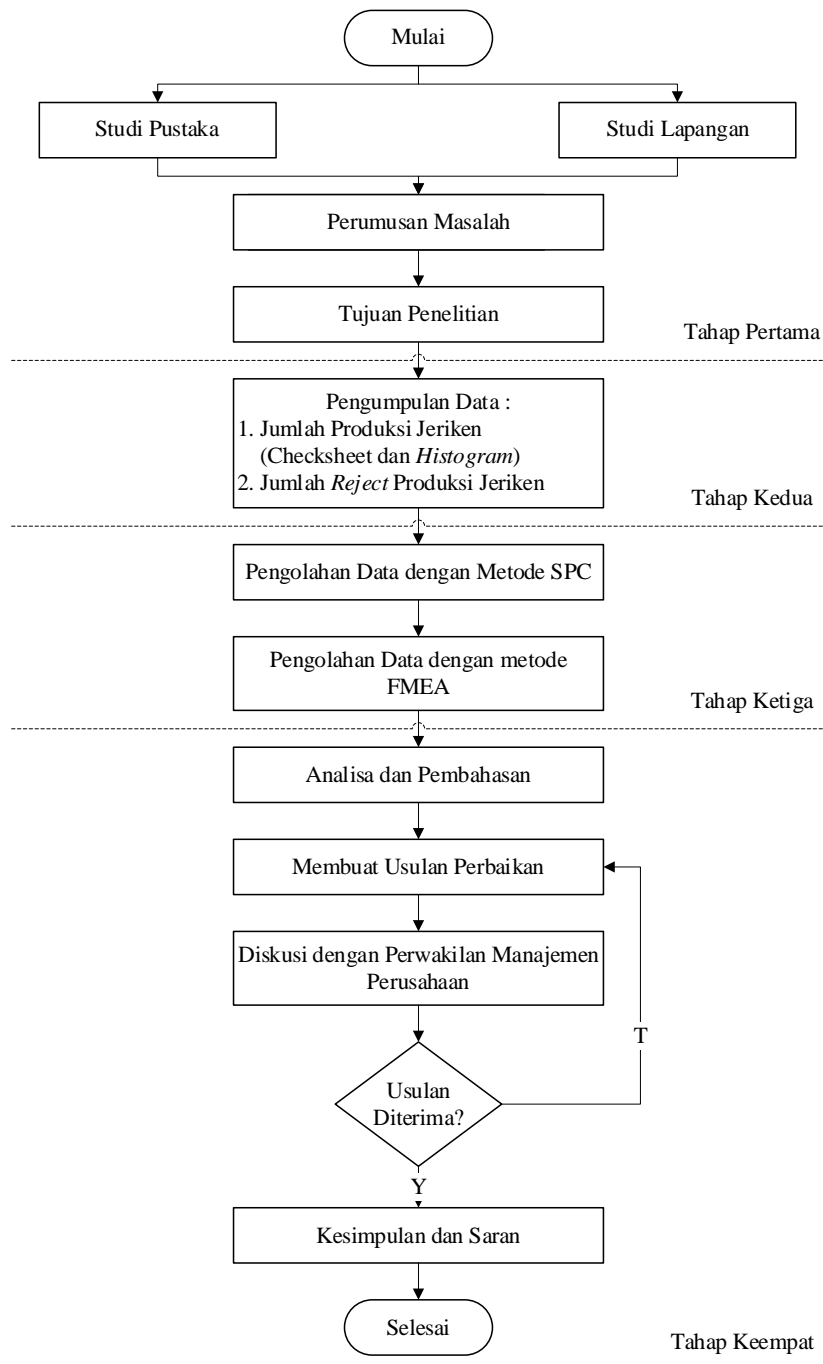 Mulai
Studi Pustaka
Studi Lapangan
Perumusan Masalah
Tujuan Penelitian
Tahap Pertama
Pengumpulan Data :
1. Jumlah Produksi Jeriken
(Checksheet dan Histogram)
2. Jumlah Reject Produksi Jeriken
Tahap Kedua
Pengolahan Data dengan Metode SPC
Pengolahan Data dengan metode
FMEA
Tahap Ketiga
Analisa dan Pembahasan
Membuat Usulan Perbaikan
Diskusi dengan Perwakilan Manajemen
Perusahaan
T
Usulan
Diterima?
Y
Kesimpulan dan Saran
Selesai
Tahap Keempat